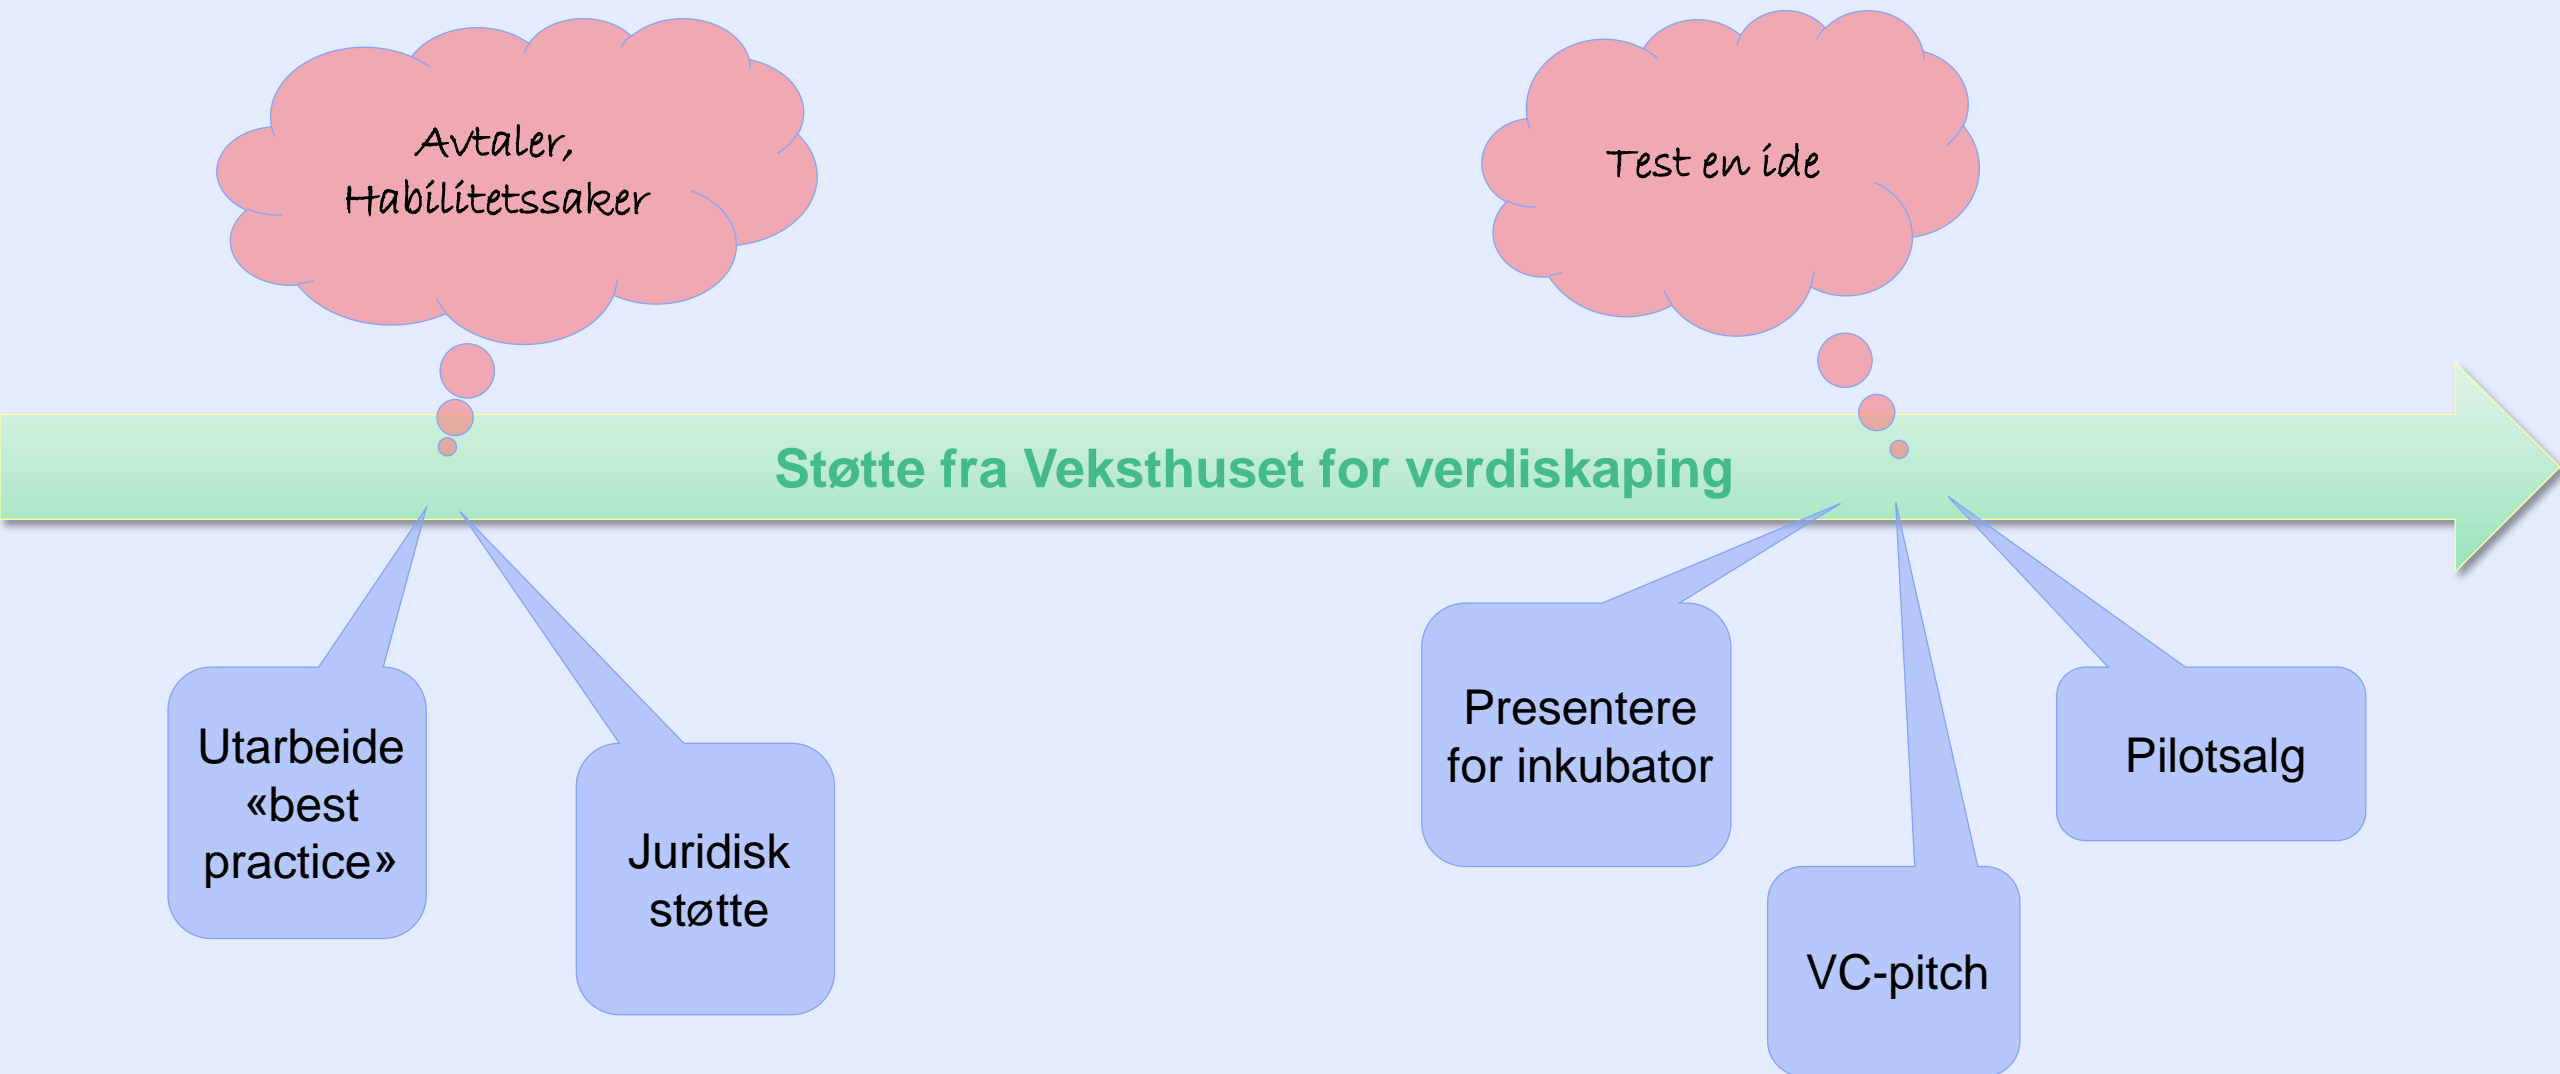 Avtaler,
Habilitetssaker
Test en ide
Støtte fra Veksthuset for verdiskaping
Utarbeide
«best
practice»
Juridisk
støtte
Presentere
for inkubator
VC-pitch
Pilotsalg